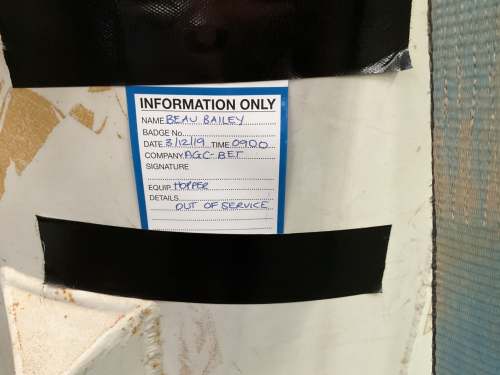 INFORMATION ONLY
NAME BEAU BAILEY
BADGE No.
DATE 3/12/19 TIME 0900
COMPANY AGC-BET
SIGNATURE
EQUIP. HOPPER
DETAILS
OUT OF SERVICE